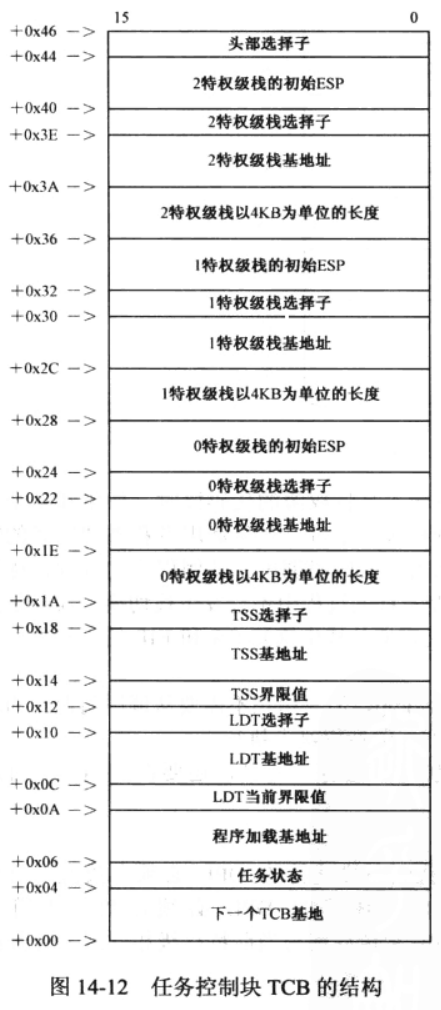 15 0
+0x46 -->
头部选择子
+0x44 -->
2特权级栈的初始ESP
+0x40 -->
2特权级栈选择子
+0x3E -->
2特权级栈基地址
+0x3A -->
2特权级栈以4KB为单位的长度
+0x36 -->
1特权级栈的初始ESP
+0x32 -->
1特权级栈选择子
+0x30 -->
1特权级栈基地址
+0x2C -->
1特权级栈以4KB为单位的长度
+0x28 -->
0特权级栈的初始ESP
+0x24 -->
0特权级栈选择子
+0x22 -->
0特权级栈基地址
+0x1E -->
0特权级栈以4KB为单位的长度
+0x1A -->
TSS选择子
+0x18 -->
TSS基地址
+0x14 -->
TSS界限值
+0x12 -->
LDT选择子
+0x10 -->
LDT基地址
+0x0C -->
LDT当前界限值
+0x0A -->
程序加载基地址
+0x06 -->
任务状态
+0x04 -->
下一个TCB基地
+0x00 -->
图 14-12 任务控制块 TCB 的结构